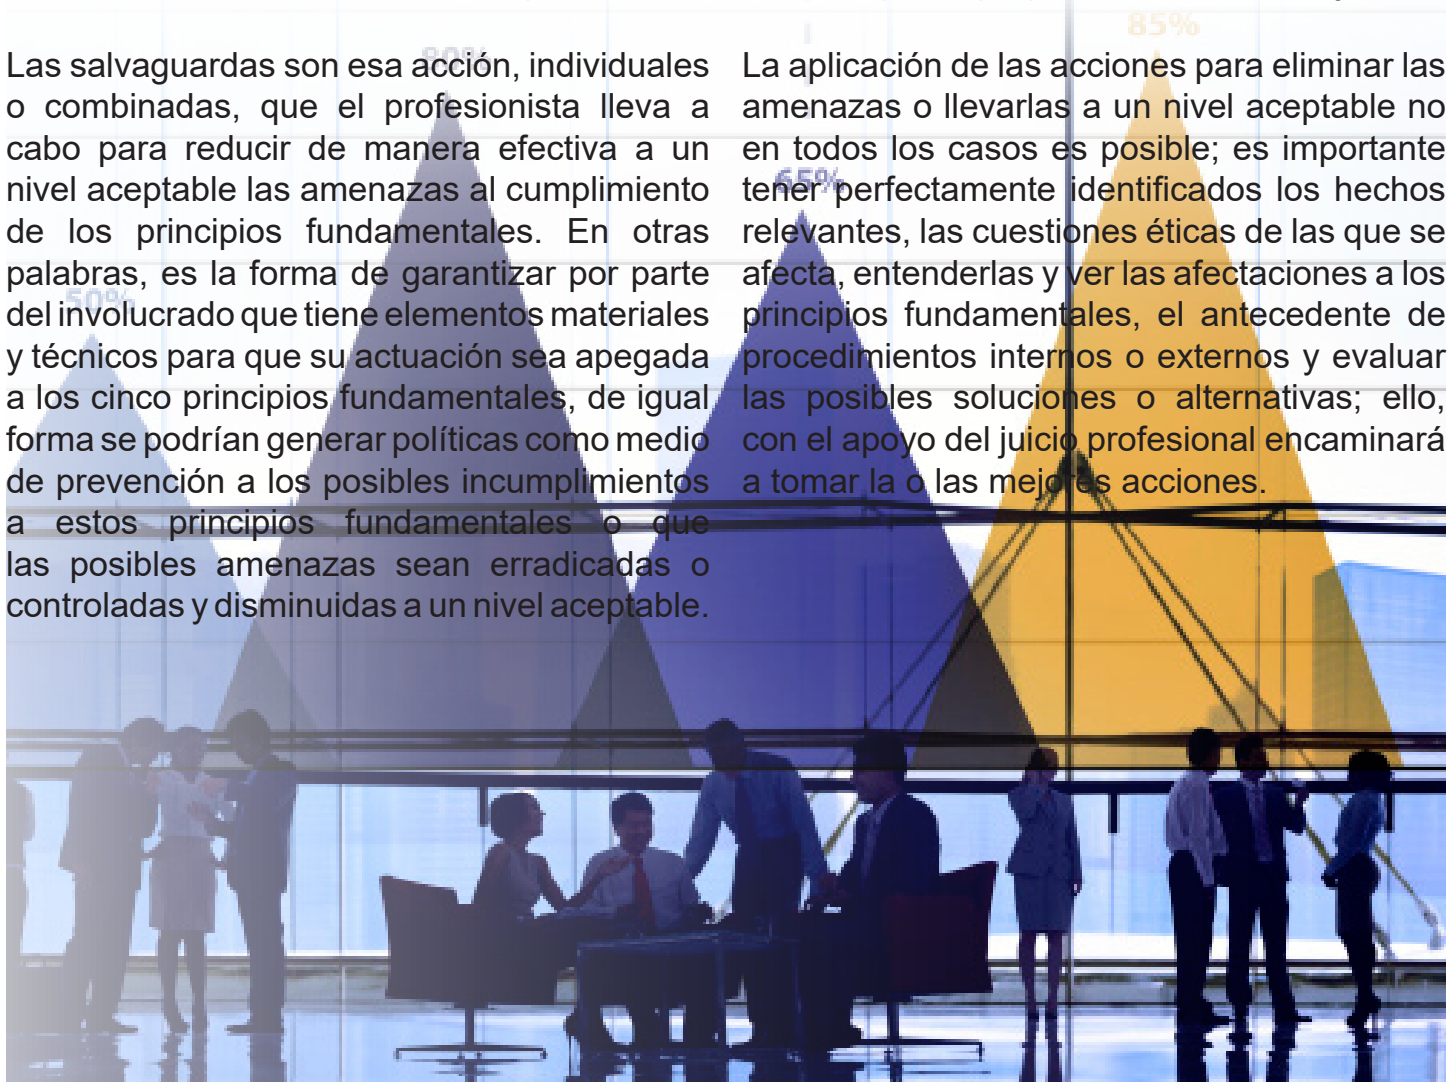 Las salvaguardas son esa acción, individuales
o combinadas, que el profesionista lleva a
cabo para reducir de manera efectiva a un
nivel aceptable las amenazas al cumplimiento
de los principios fundamentales. En otras
palabras, es la forma de garantizar por parte
del involucrado que tiene elementos materiales
y técnicos para que su actuación sea apegada
a los cinco principios fundamentales, de igual
forma se podrían generar políticas como medio
de prevención a los posibles incumplimientos
a estos principios fundamentales o que
las posibles amenazas sean erradicadas o
controladas y disminuidas a un nivel aceptable.
La aplicación de las acciones para eliminar las
amenazas o llevarlas a un nivel aceptable no
en todos los casos es posible; es importante
tener perfectamente identificados los hechos
relevantes, las cuestiones éticas de las que se
afecta, entenderlas y ver las afectaciones a los
principios fundamentales, el antecedente de
procedimientos internos o externos y evaluar
las posibles soluciones o alternativas; ello,
con el apoyo del juicio profesional encaminará
a tomar la o las mejores acciones.
50%
90%
65%
85%